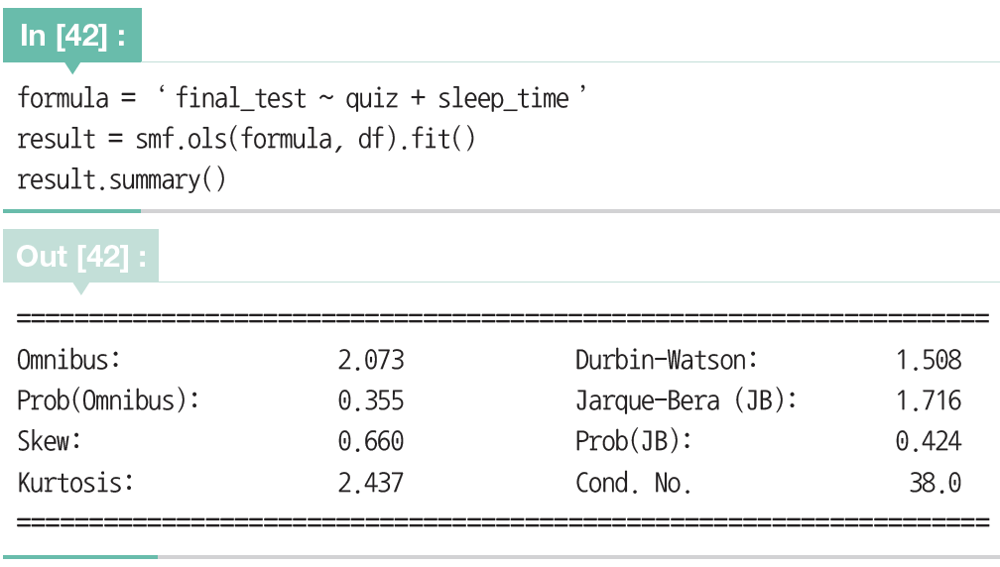 In [42] :
formula = ‘ final_test ~ quiz + sleep_time ’
result = smf.ols(formula, df).fit()
result.summary()
Out [42] :
==============================================================================
Omnibus: 2.073 Durbin-Watson: 1.508
Prob(Omnibus): 0.355 Jarque-Bera (JB): 1.716
Skew: 0.660 Prob(JB): 0.424
Kurtosis: 2.437 Cond. No. 38.0
==============================================================================